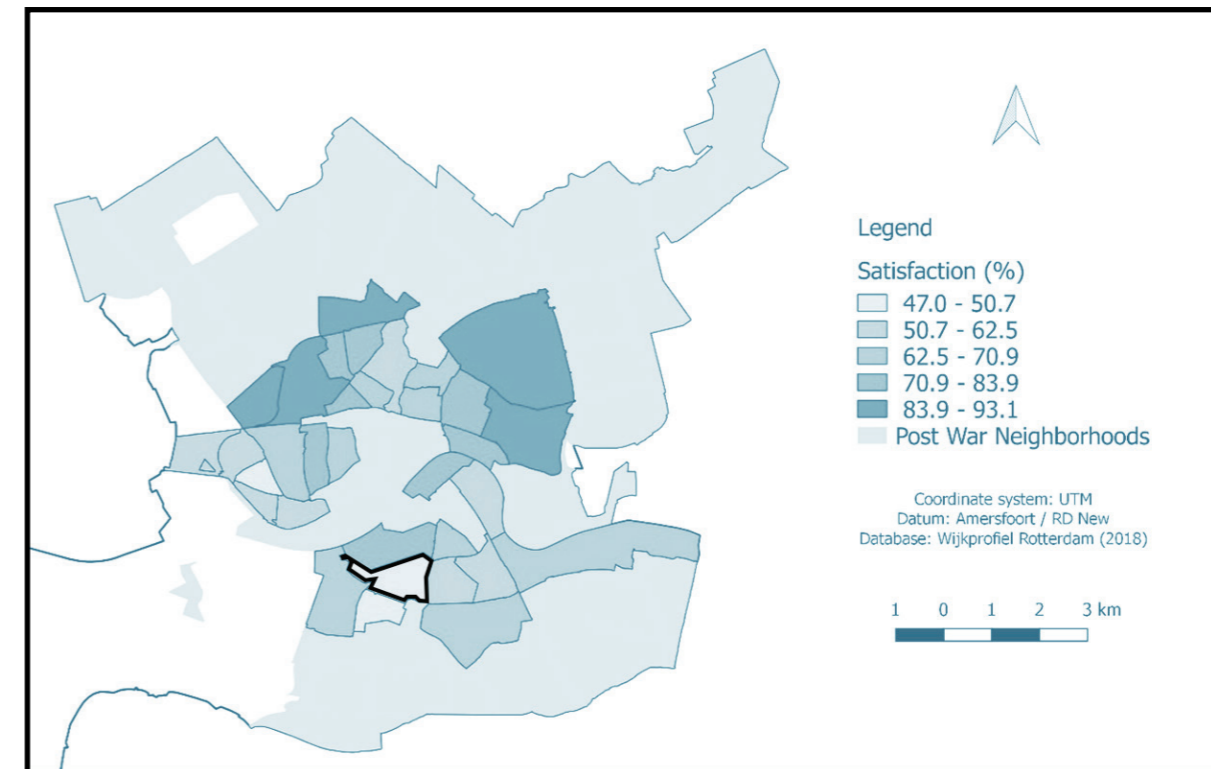 Legend
Satisfaction (%)
47.0 - 50.7
50.7 - 62.5
62.5 - 70.9
70.9 - 83.9
83.9 - 93.1
Post War Neighborhoods
Coordinate system: UTM
Datum: Amersfoort / RD New
Database: Wijkprofiel Rotterdam (2018)
1 0 1 2 3 km